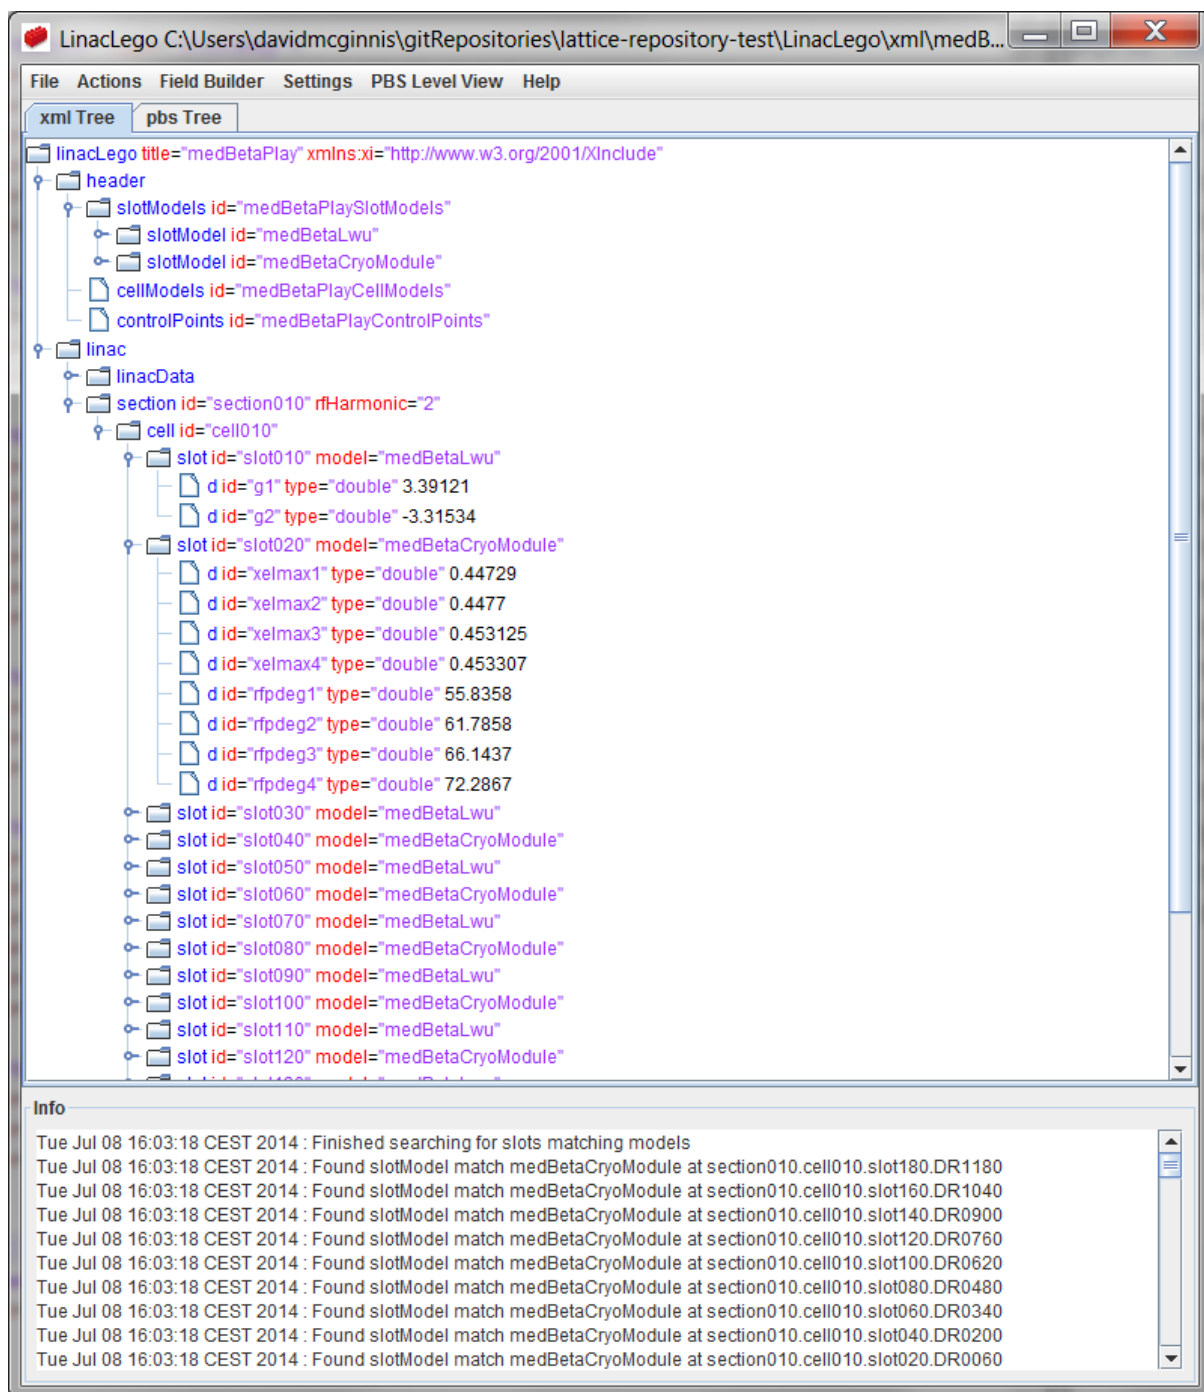 LinacLego C:\Users\davidmcginnis\gitRepositories\lattice-repository-test\LinacLego\xml\medB...
File Actions Field Builder Settings PBS Level View Help
xml Tree pbs Tree
linacLego title="medBetaPlay" xmlns:xi="http://www.w3.org/2001/XInclude"
header
slotModels id="medBetaPlaySlotModels"
slotModel id="medBetaLwu"
slotModel id="medBetaCryoModule"
cellModels id="medBetaPlayCellModels"
controlPoints id="medBetaPlayControlPoints"
linac
linacData
section id="section010" rfHarmonic="2"
cell id="cell010"
slot id="slot010" model="medBetaLwu"
d id="g1" type="double" 3.39121
d id="g2" type="double" -3.31534
slot id="slot020" model="medBetaCryoModule"
d id="xelmax1" type="double" 0.44729
d id="xelmax2" type="double" 0.4477
d id="xelmax3" type="double" 0.453125
d id="xelmax4" type="double" 0.453307
d id="rfpdeg1" type="double" 55.8358
d id="rfpdeg2" type="double" 61.7858
d id="rfpdeg3" type="double" 66.1437
d id="rfpdeg4" type="double" 72.2867
slot id="slot030" model="medBetaLwu"
slot id="slot040" model="medBetaCryoModule"
slot id="slot050" model="medBetaLwu"
slot id="slot060" model="medBetaCryoModule"
slot id="slot070" model="medBetaLwu"
slot id="slot080" model="medBetaCryoModule"
slot id="slot090" model="medBetaLwu"
slot id="slot100" model="medBetaCryoModule"
slot id="slot110" model="medBetaLwu"
slot id="slot120" model="medBetaCryoModule"
Info
Tue Jul 08 16:03:18 CEST 2014 : Finished searching for slots matching models
Tue Jul 08 16:03:18 CEST 2014 : Found slotModel match medBetaCryoModule at section010.cell010.slot180.DR1180
Tue Jul 08 16:03:18 CEST 2014 : Found slotModel match medBetaCryoModule at section010.cell010.slot160.DR1040
Tue Jul 08 16:03:18 CEST 2014 : Found slotModel match medBetaCryoModule at section010.cell010.slot140.DR0900
Tue Jul 08 16:03:18 CEST 2014 : Found slotModel match medBetaCryoModule at section010.cell010.slot120.DR0760
Tue Jul 08 16:03:18 CEST 2014 : Found slotModel match medBetaCryoModule at section010.cell010.slot100.DR0620
Tue Jul 08 16:03:18 CEST 2014 : Found slotModel match medBetaCryoModule at section010.cell010.slot080.DR0480
Tue Jul 08 16:03:18 CEST 2014 : Found slotModel match medBetaCryoModule at section010.cell010.slot060.DR0340
Tue Jul 08 16:03:18 CEST 2014 : Found slotModel match medBetaCryoModule at section010.cell010.slot040.DR0200
Tue Jul 08 16:03:18 CEST 2014 : Found slotModel match medBetaCryoModule at section010.cell010.slot020.DR0060